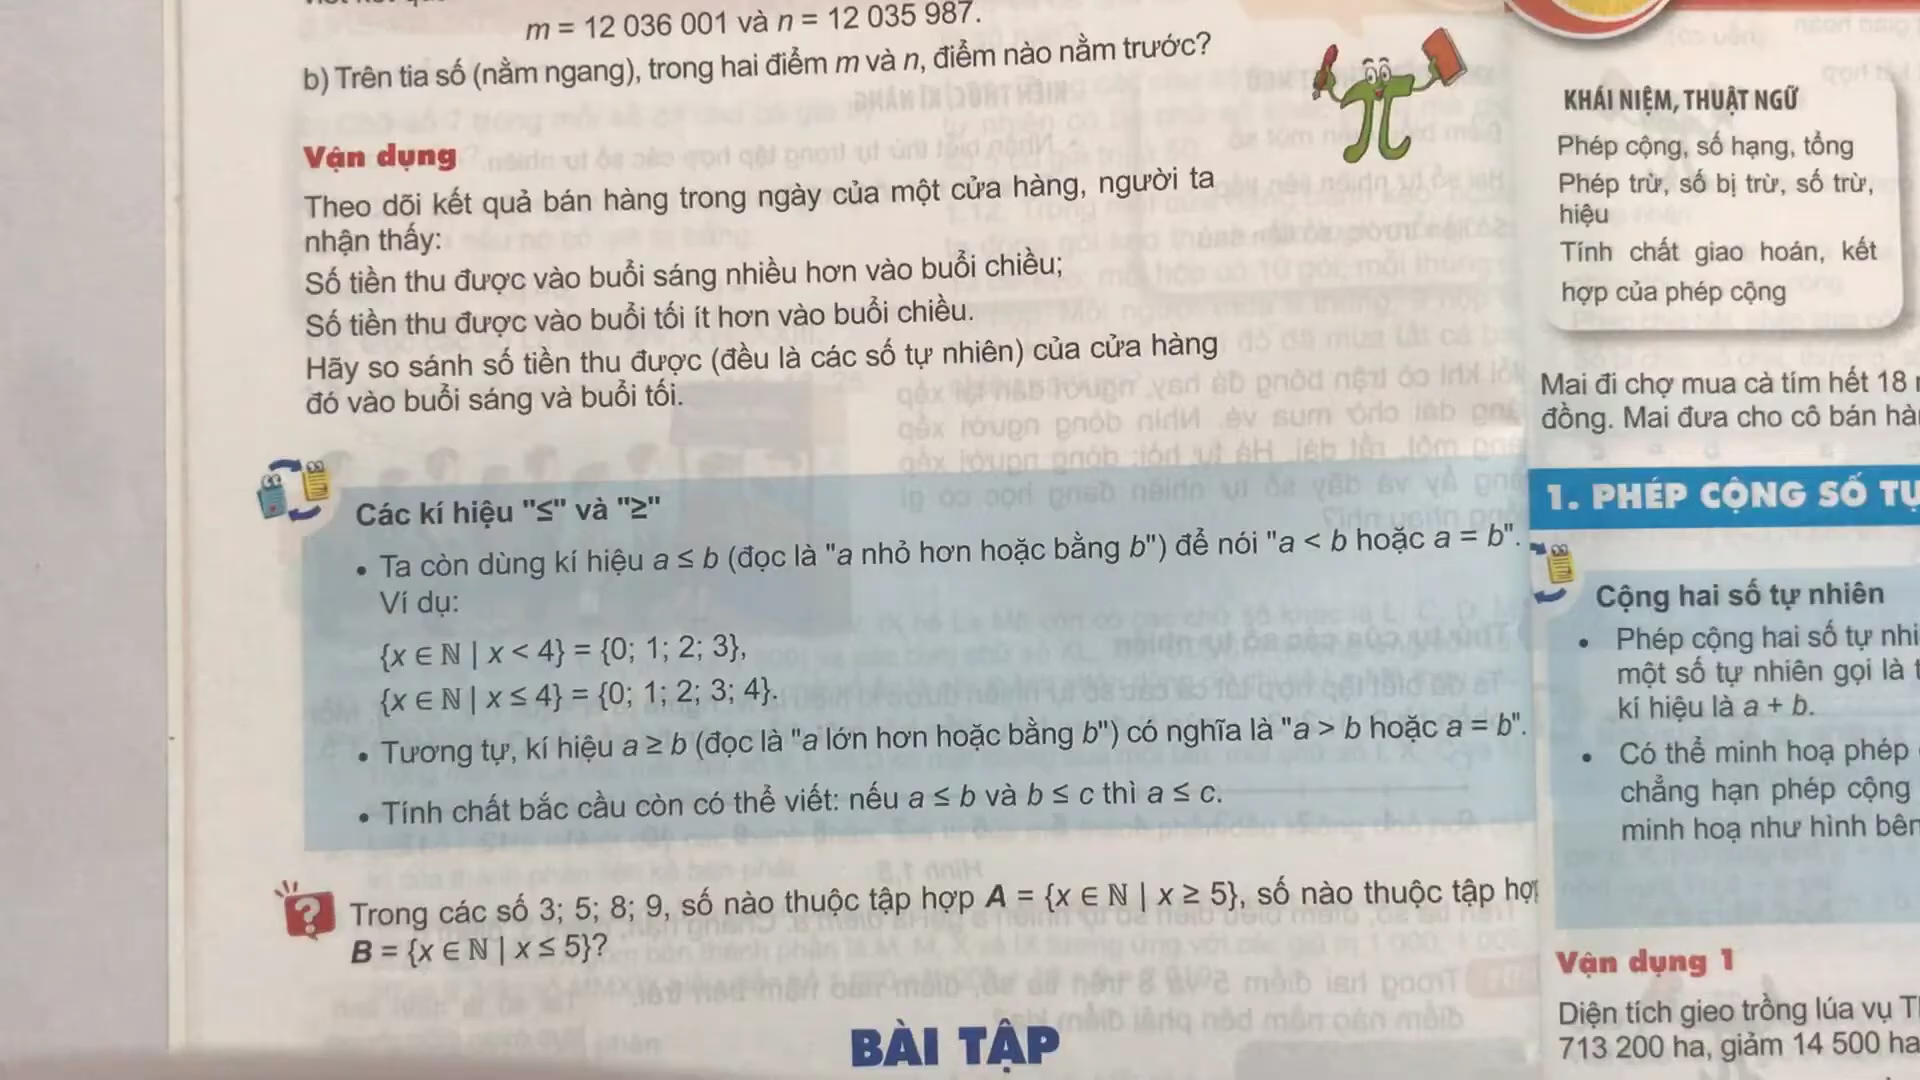 m = 12 036 001 và n = 12 035 987.
b) Trên tia số (nằm ngang), trong hai điểm m và n, điểm nào nằm trước?
Vận dụng
Theo dõi kết quả bán hàng trong ngày của một cửa hàng, người ta
nhận thấy:
Số tiền thu được vào buổi sáng nhiều hơn vào buổi chiều;
Số tiền thu được vào buổi tối ít hơn vào buổi chiều.
Hãy so sánh số tiền thu được (đều là các số tự nhiên) của cửa hàng
đó vào buổi sáng và buổi tối.
Các kí hiệu "≤" và "≥"
• Ta còn dùng kí hiệu a ≤ b (đọc là "a nhỏ hơn hoặc bằng b") để nói "a < b hoặc a = b".
Ví dụ:
{x ∈ ℕ | x < 4} = {0; 1; 2; 3},
{x ∈ ℕ | x ≤ 4} = {0; 1; 2; 3; 4}.
• Tương tự, kí hiệu a ≥ b (đọc là "a lớn hơn hoặc bằng b") có nghĩa là "a > b hoặc a = b".
• Tính chất bắc cầu còn có thể viết: nếu a ≤ b và b ≤ c thì a ≤ c.
? Trong các số 3; 5; 8; 9, số nào thuộc tập hợp A = {x ∈ ℕ | x ≥ 5}, số nào thuộc tập
B = {x ∈ ℕ | x ≤ 5}?
BÀI TẬP
KHÁI NIỆM, THUẬT NGỮ
Phép cộng, số hạng, tổng
Phép trừ, số bị trừ, số trừ,
hiệu
Tính chất giao hoán, kết
hợp của phép cộng
Mai đi chợ mua cà tím hết 18
đồng. Mai đưa cho cô bán
1. PHÉP CỘNG SỐ
Cộng hai số tự nhiên
• Phép cộng hai số tự
một số tự nhiên gọi là
kí hiệu là a + b.
• Có thể minh hoạ phép
chẳng hạn phép cộng
minh hoạ như hình
Vận dụng 1
Diện tích gieo trồng lúa vụ
713 200 ha, giảm 14 500 ha